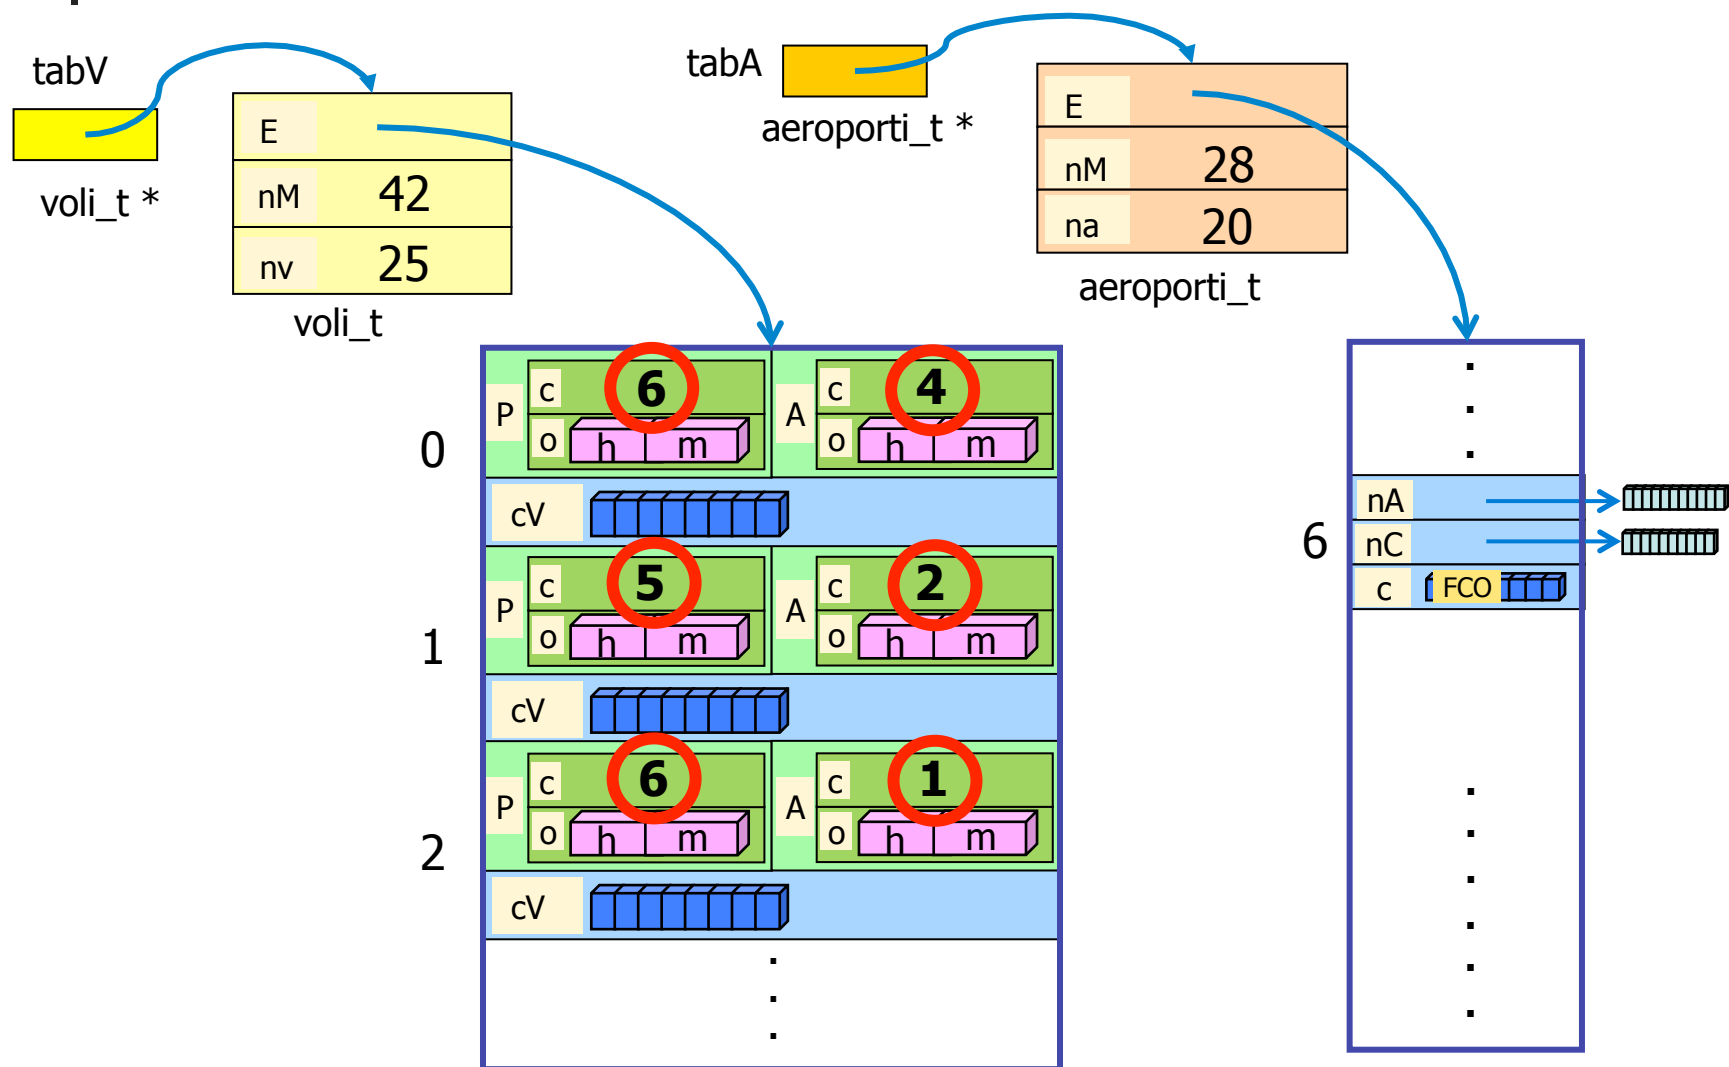 tabV
voli_t *
E
nM 42
nv 25
voli_t
tabA
aeroporti_t *
E
nM 28
na 20
aeroporti_t
0
P c 6 A c 4
o h m o h m
cV
1
P c 5 A c 2
o h m o h m
cV
2
P c 6 A c 1
o h m o h m
cV
.
.
.
.
.
.
6
nA
nC
c FCO
.
.
.
.
.
.